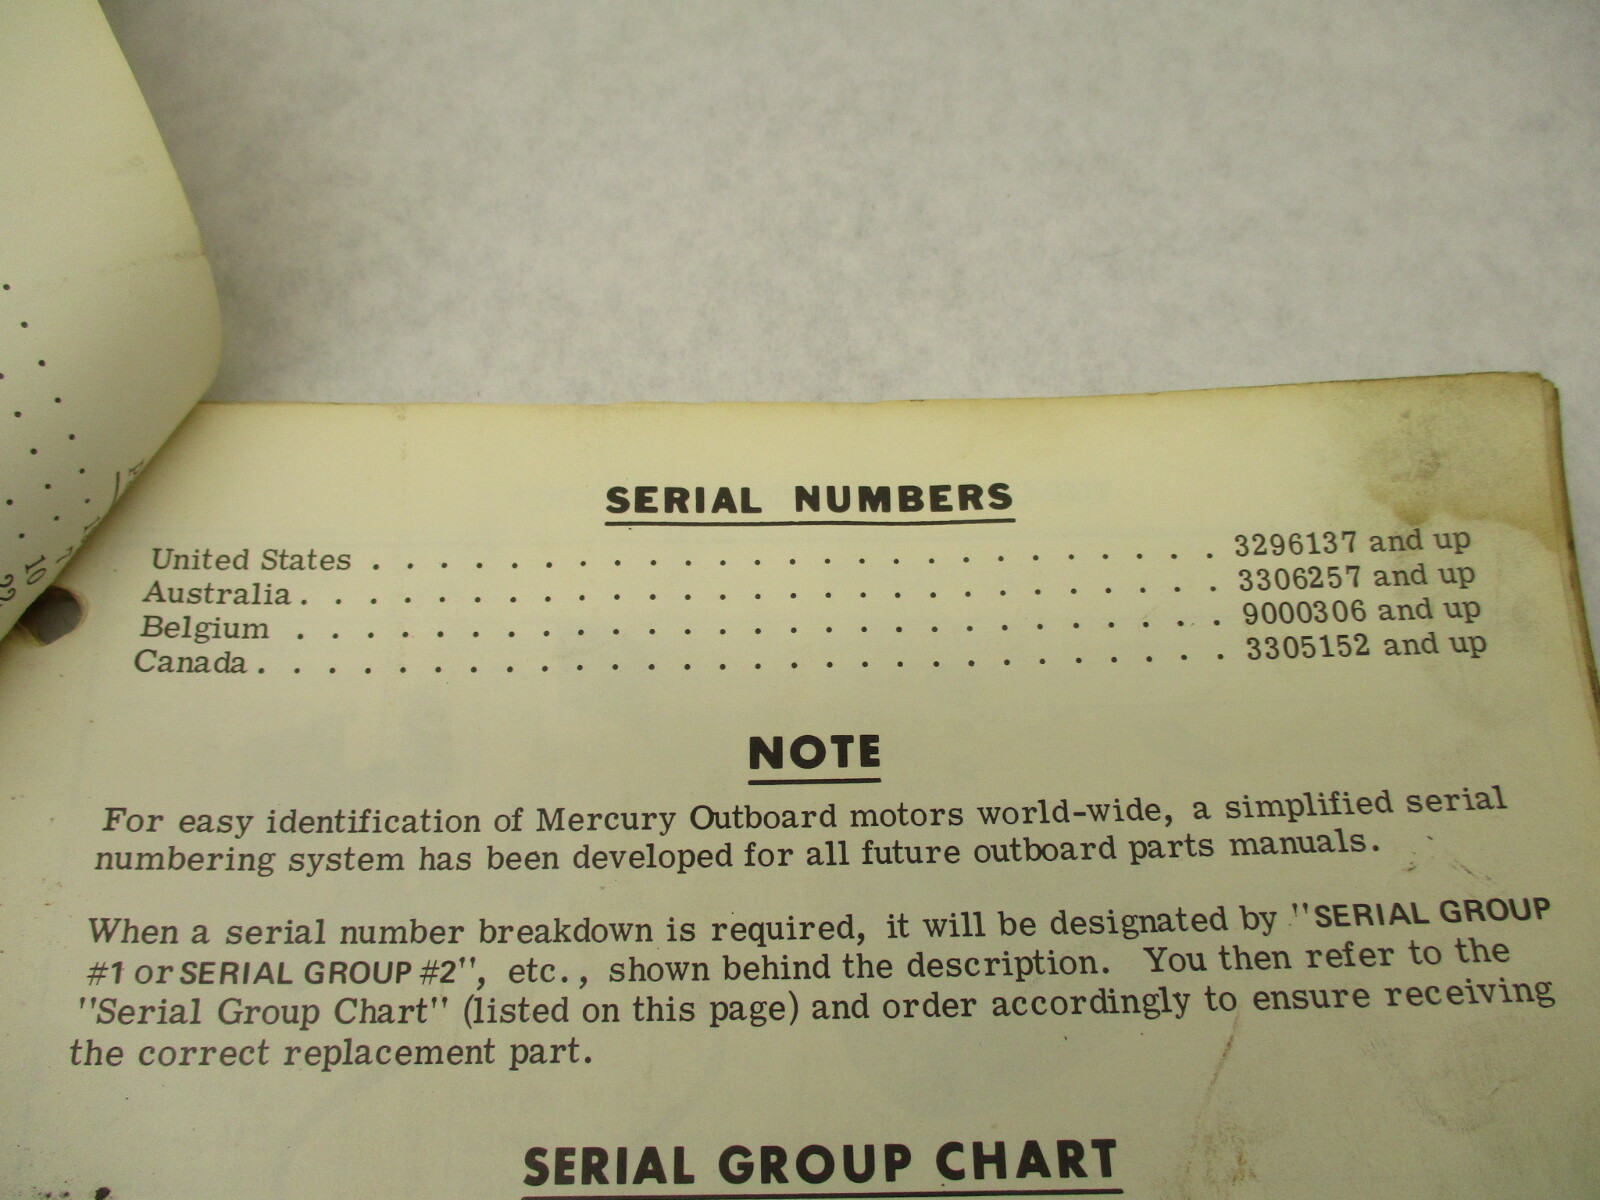 SERIAL NUMBERS
United States . . . . . . . . . . . . . . . . . . . . . . . . . 3296137 and up
Australia . . . . . . . . . . . . . . . . . . . . . . . . . . . 3306257 and up
Belgium . . . . . . . . . . . . . . . . . . . . . . . . . . . 9000306 and up
Canada . . . . . . . . . . . . . . . . . . . . . . . . . . . . 3305152 and up
NOTE
For easy identification of Mercury Outboard motors world-wide, a simplified serial
numbering system has been developed for all future outboard parts manuals.
When a serial number breakdown is required, it will be designated by "SERIAL GROUP
#1 or SERIAL GROUP #2", etc., shown behind the description. You then refer to the
"Serial Group Chart" (listed on this page) and order accordingly to ensure receiving
the correct replacement part.
SERIAL GROUP CHART
10